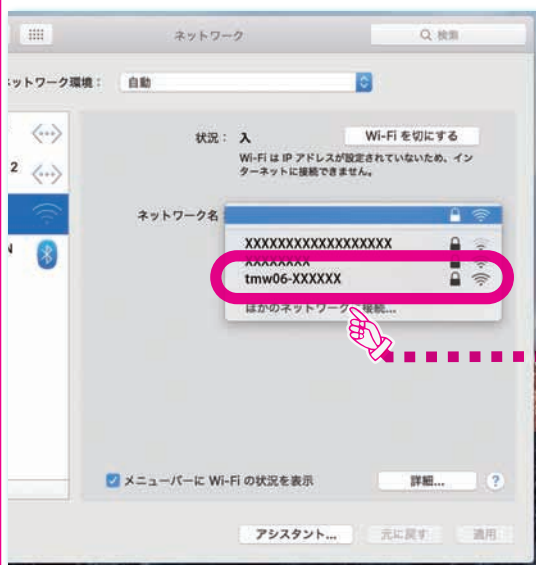 ネットワーク
検索
ットワーク環境： 自動
状況： 入
Wi-Fi を切にする
Wi-Fi は IP アドレスが設定されていないため、イン
ターネットに接続できません。
2
ネットワーク名：
XXXXXXXXXXXXXXXXXX
XXXXXXXX
tmw06-XXXXXX
ほかのネットワーク 接続...
メニューバーに Wi-Fi の状況を表示
詳細...
?
アシスタント...
元に戻す
適用